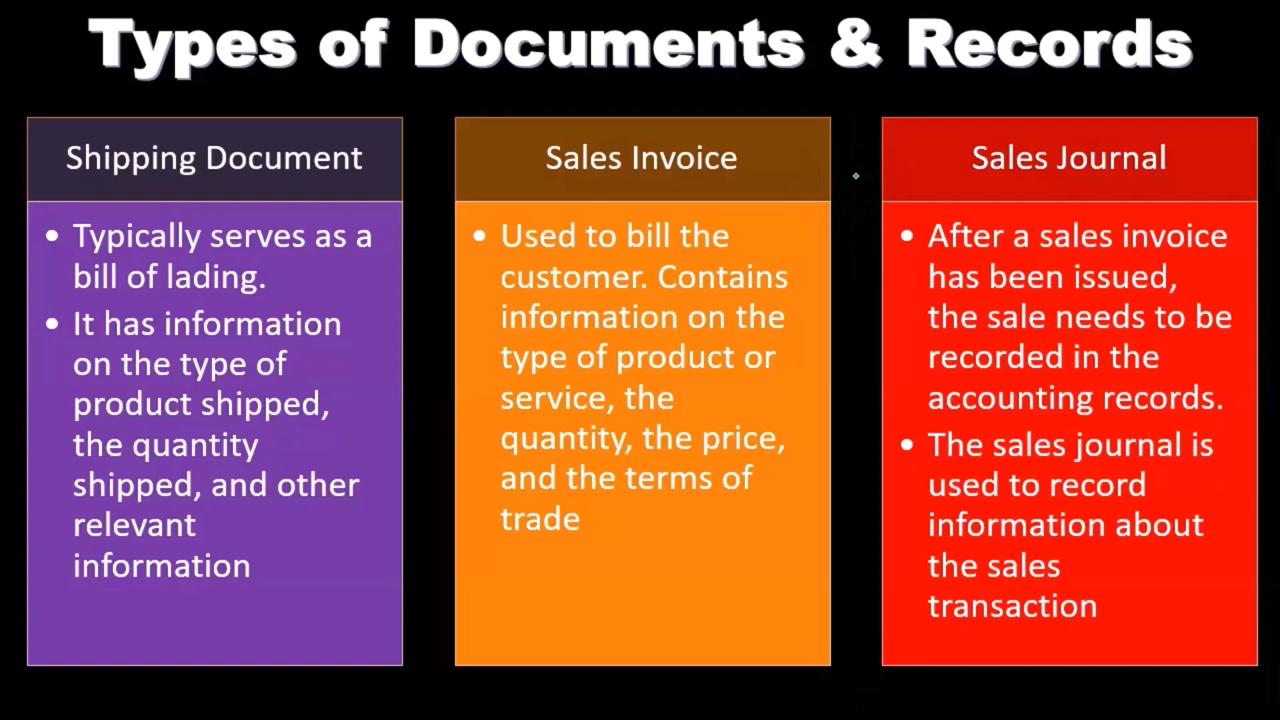 Types of Documents & Records
Shipping Document
• Typically serves as a
bill of lading.
• It has information
on the type of
product shipped,
the quantity
shipped, and other
relevant
information
Sales Invoice
• Used to bill the
customer. Contains
information on the
type of product or
service, the
quantity, the price,
and the terms of
trade
Sales Journal
• After a sales invoice
has been issued,
the sale needs to be
recorded in the
accounting records.
• The sales journal is
used to record
information about
the sales
transaction